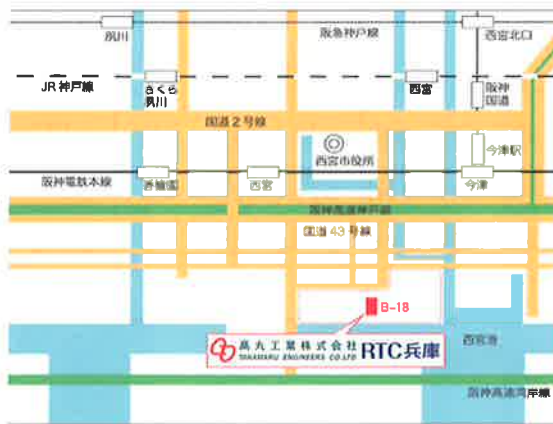 夙川
阪急神戸線
西宮北口
JR 神戸線
さくら
夙川
西宮
阪神
国道
国道2号線
西宮市役所
今津駅
阪神電鉄本線
香櫨園
西宮
今津
阪神高速神戸線
国道 43 号線
B-18
高丸工業株式会社 RTC兵庫
TAKAMARU ENGINEERS CO.LTD
西宮港
阪神高速湾岸線